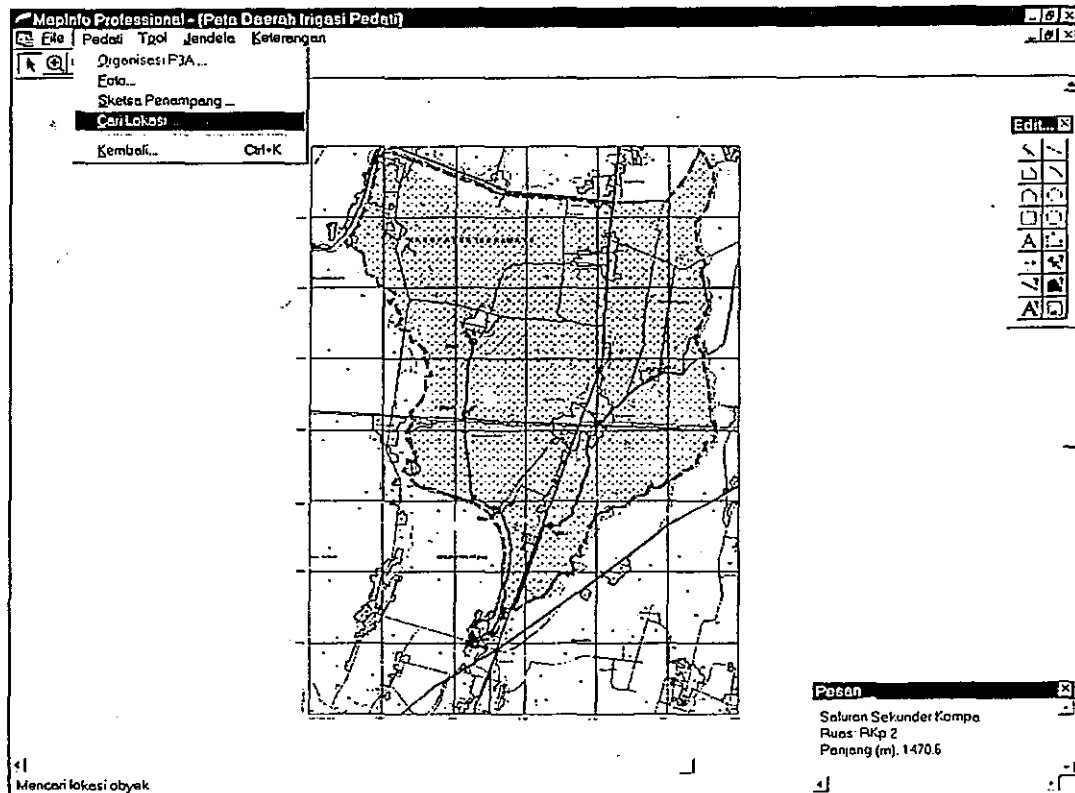 MapInfo Professional - [Peta Daerah Irigasi Pedati]
File Pedati Tool Jendela Keterangan
Organisasi P3A...
Foto...
Sketsa Penampang ...
Cari Lokasi
Kembali... Ctrl+K
Edit...
Pesan
Saluran Sekunder Kampa
Ruas: RKp 2
Panjang (m). 1470.6
Mencari lokasi obyek